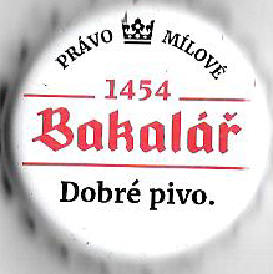 PRÁVO MÍLOVÉ
1454
Bakalář
Dobré pivo.